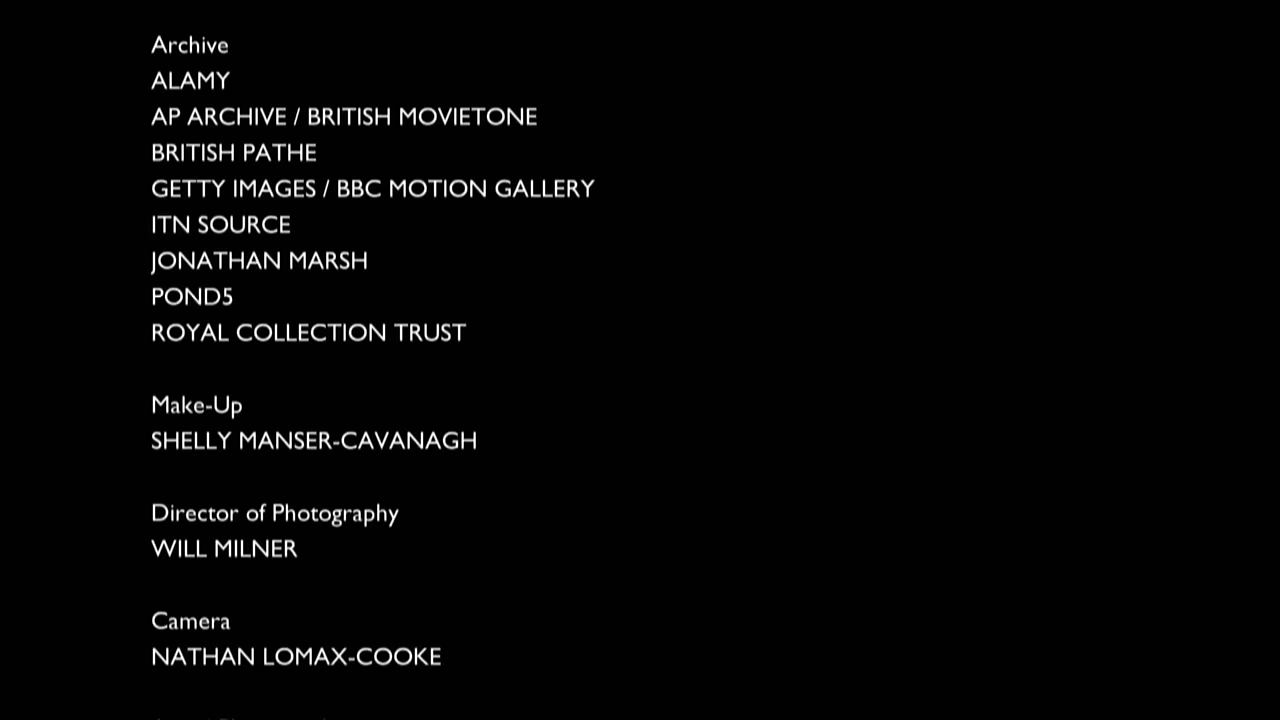 Archive
ALAMY
AP ARCHIVE / BRITISH MOVIETONE
BRITISH PATHE
GETTY IMAGES / BBC MOTION GALLERY
ITN SOURCE
JONATHAN MARSH
POND5
ROYAL COLLECTION TRUST
Make-Up
SHELLY MANSER-CAVANAGH
Director of Photography
WILL MILNER
Camera
NATHAN LOMAX-COOKE